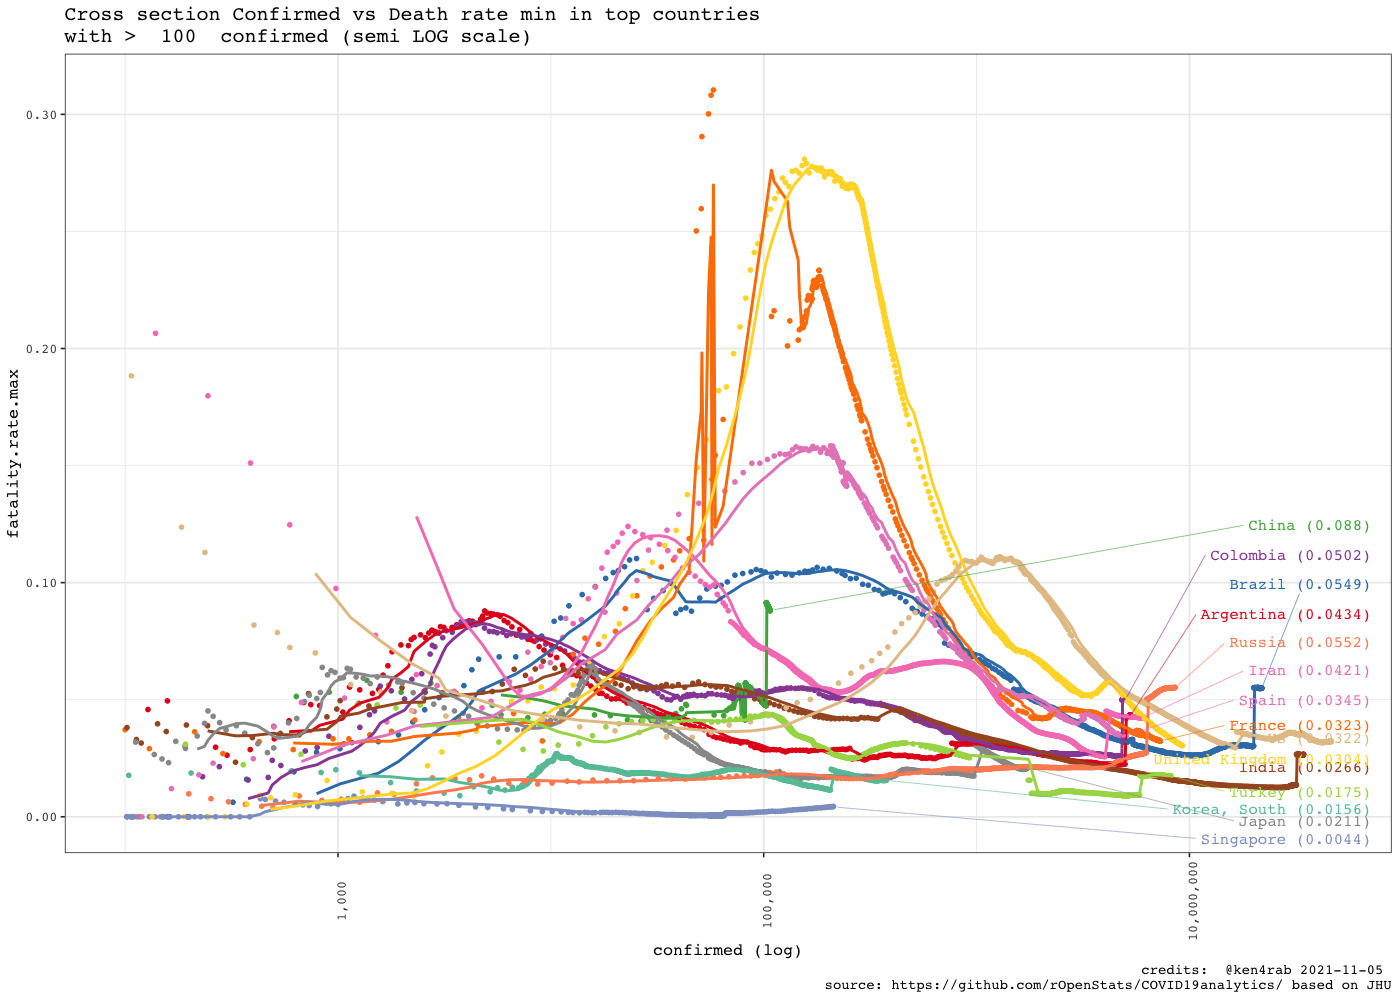 Cross section Confirmed vs Death rate min in top countries
with >  100  confirmed (semi LOG scale)
fatality.rate.max
0.30
0.20
0.10
0.00
China (0.088)
Colombia (0.0502)
Brazil (0.0549)
Argentina (0.0434)
Russia (0.0552)
Iran (0.0421)
Spain (0.0345)
France (0.0323)
US (0.0322)
United Kingdom (0.0304)
India (0.0266)
Turkey (0.0175)
Korea, South (0.0156)
Japan (0.0211)
Singapore (0.0044)
1,000
100,000
10,000,000
confirmed (log)
credits:  @ken4rab 2021-11-05
source: https://github.com/rOpenStats/COVID19analytics/ based on JHU